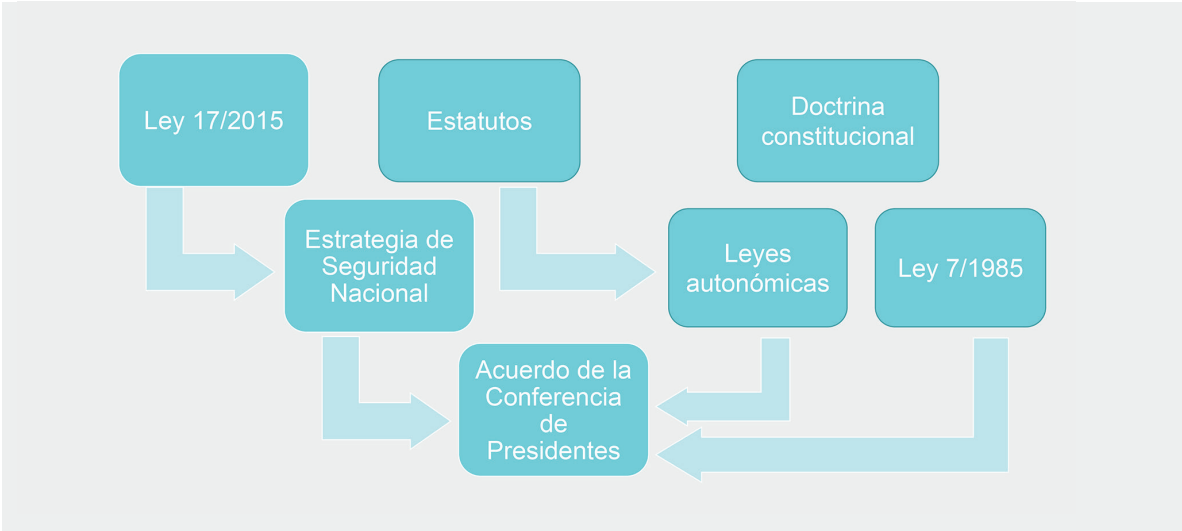 Ley 17/2015
Estatutos
Doctrina
constitucional
Estrategia de
Seguridad
Nacional
Leyes
autonómicas
Ley 7/1985
Acuerdo de la
Conferencia
de
Presidentes